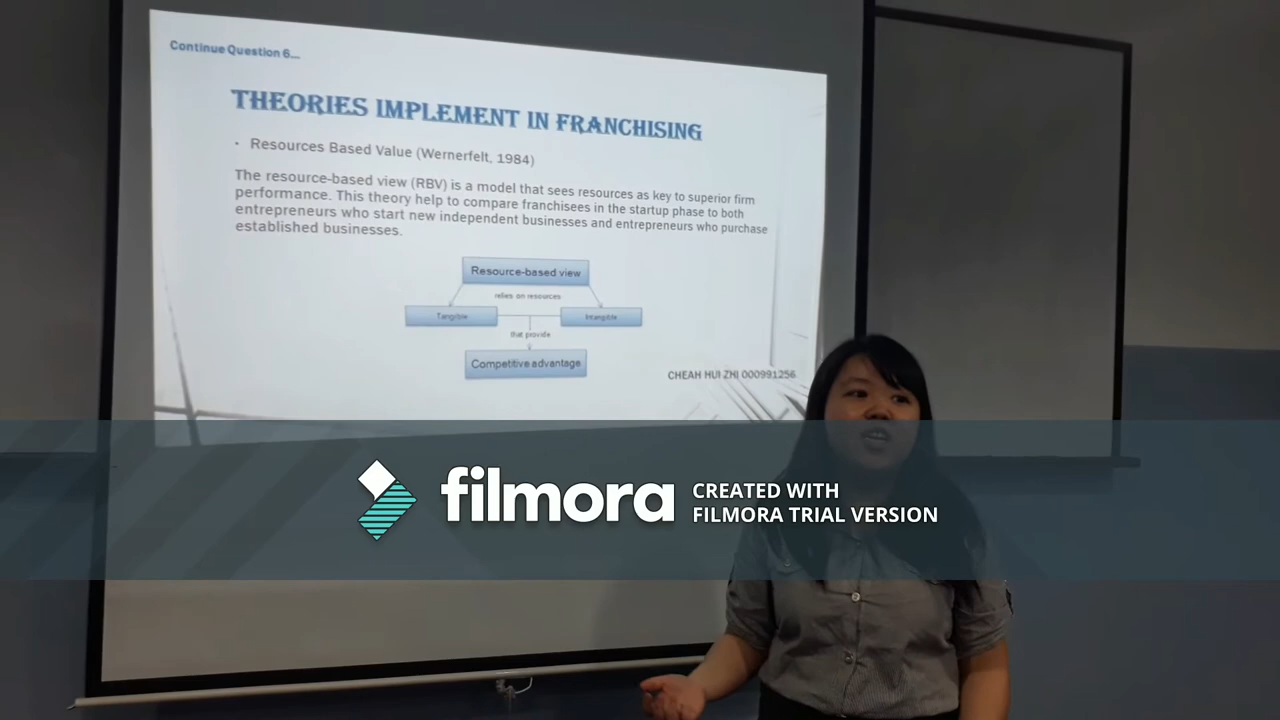 Continue Question 6...
THEORIES IMPLEMENT IN FRANCHISING
• Resources Based Value (Wernerfelt, 1984)
The resource-based view (RBV) is a model that sees resources as key to superior firm
performance. This theory help to compare franchisees in the startup phase to both
entrepreneurs who start new independent businesses and entrepreneurs who purchase
established businesses.
Resource-based view
relies on resources
Tangible
Intangible
that provide
Competitive advantage
CHEAH HUI ZHI 000991256
filmora
CREATED WITH
FILMORA TRIAL VERSION